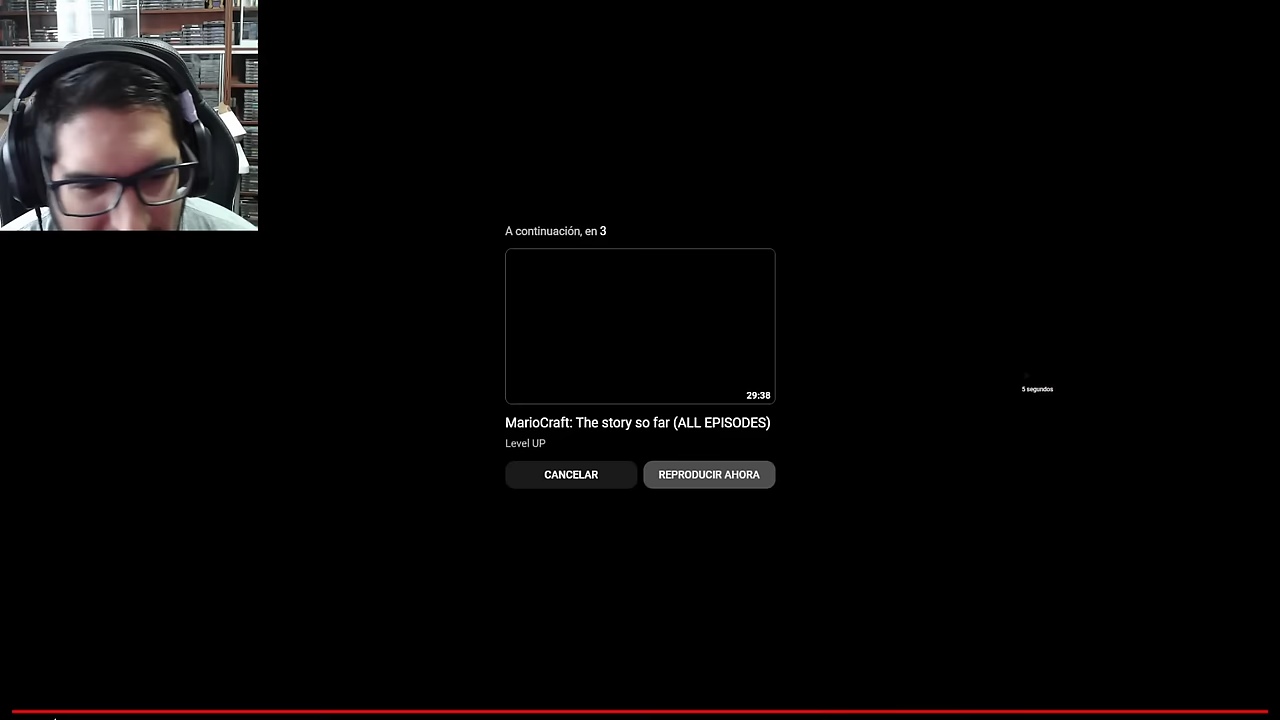 A continuación, en 3
29:38
5 segundos
MarioCraft: The story so far (ALL EPISODES)
Level UP
CANCELAR
REPRODUCIR AHORA